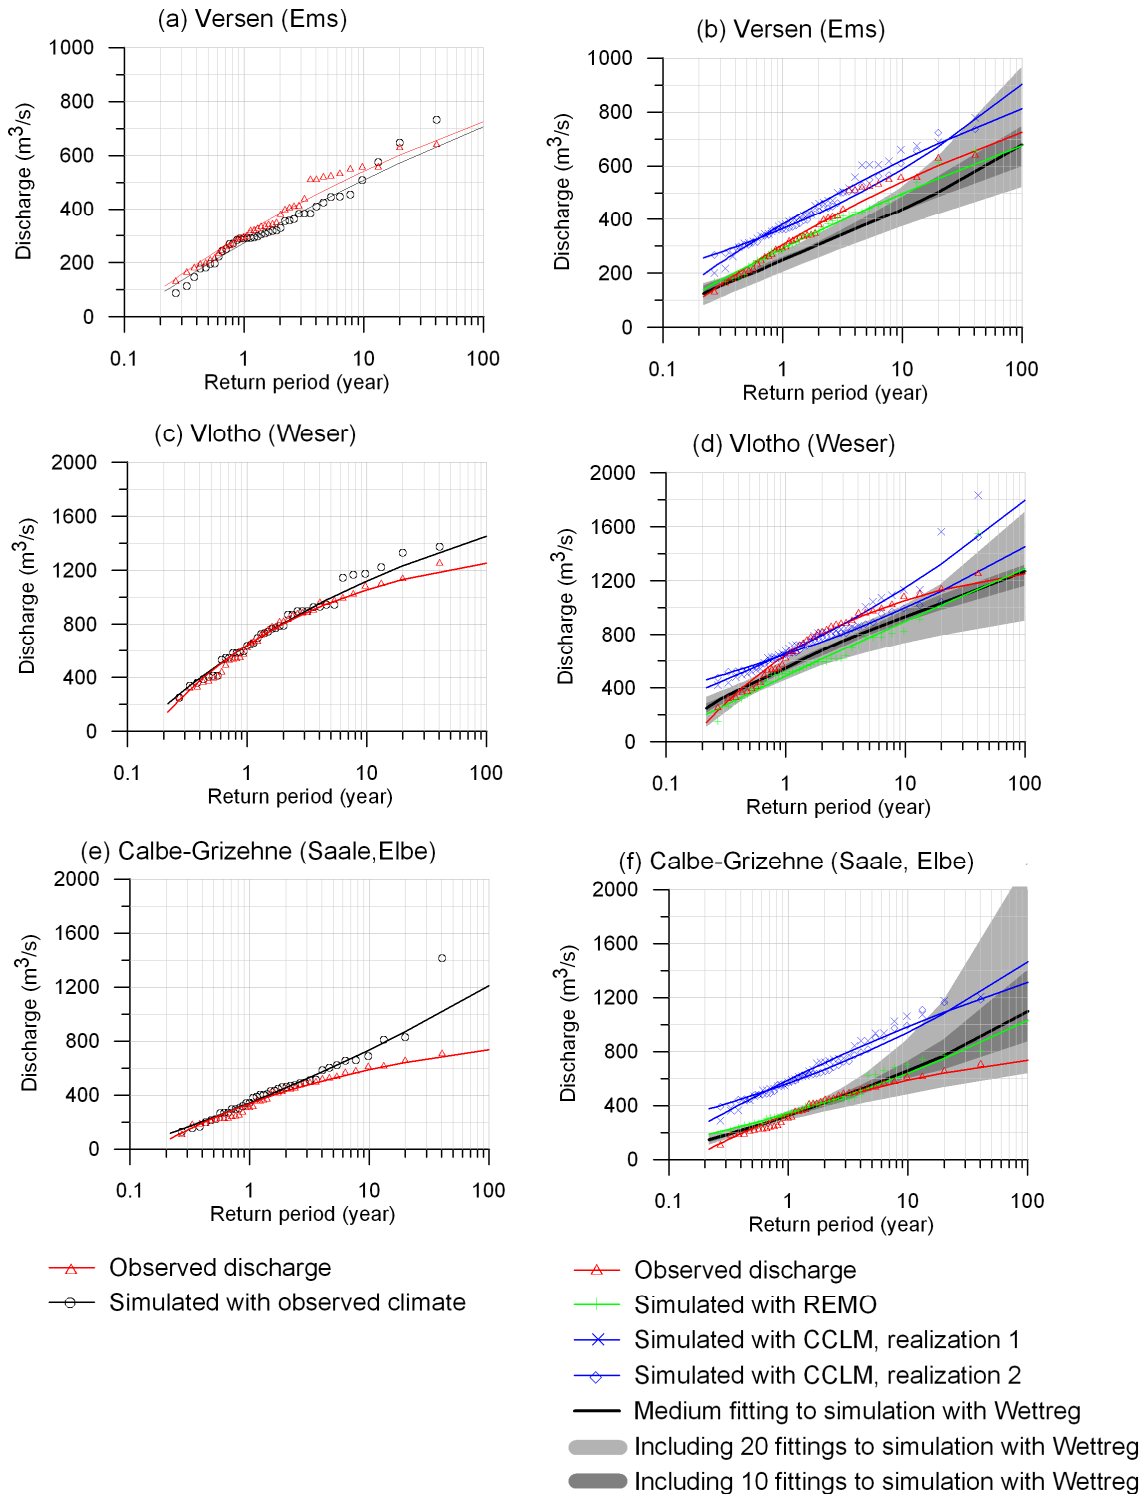 (a) Versen (Ems)
1000
800
600
400
200
0
Discharge (m³/s)
0.1 1 10 100
Return period (year)
(b) Versen (Ems)
1000
800
600
400
200
0
Discharge (m³/s)
0.1 1 10 100
Return period (year)
(c) Vlotho (Weser)
2000
1600
1200
800
400
0
Discharge (m³/s)
0.1 1 10 100
Return period (year)
(d) Vlotho (Weser)
2000
1600
1200
800
400
0
Discharge (m³/s)
0.1 1 10 100
Return period (year)
(e) Calbe-Grizehne (Saale,Elbe)
2000
1600
1200
800
400
0
Discharge (m³/s)
0.1 1 10 100
Return period (year)
(f) Calbe-Grizehne (Saale, Elbe)
2000
1600
1200
800
400
0
Discharge (m³/s)
0.1 1 10 100
Return period (year)
Observed discharge
Simulated with observed climate
Observed discharge
Simulated with REMO
Simulated with CCLM, realization 1
Simulated with CCLM, realization 2
Medium fitting to simulation with Wettreg
Including 20 fittings to simulation with Wettreg
Including 10 fittings to simulation with Wettreg